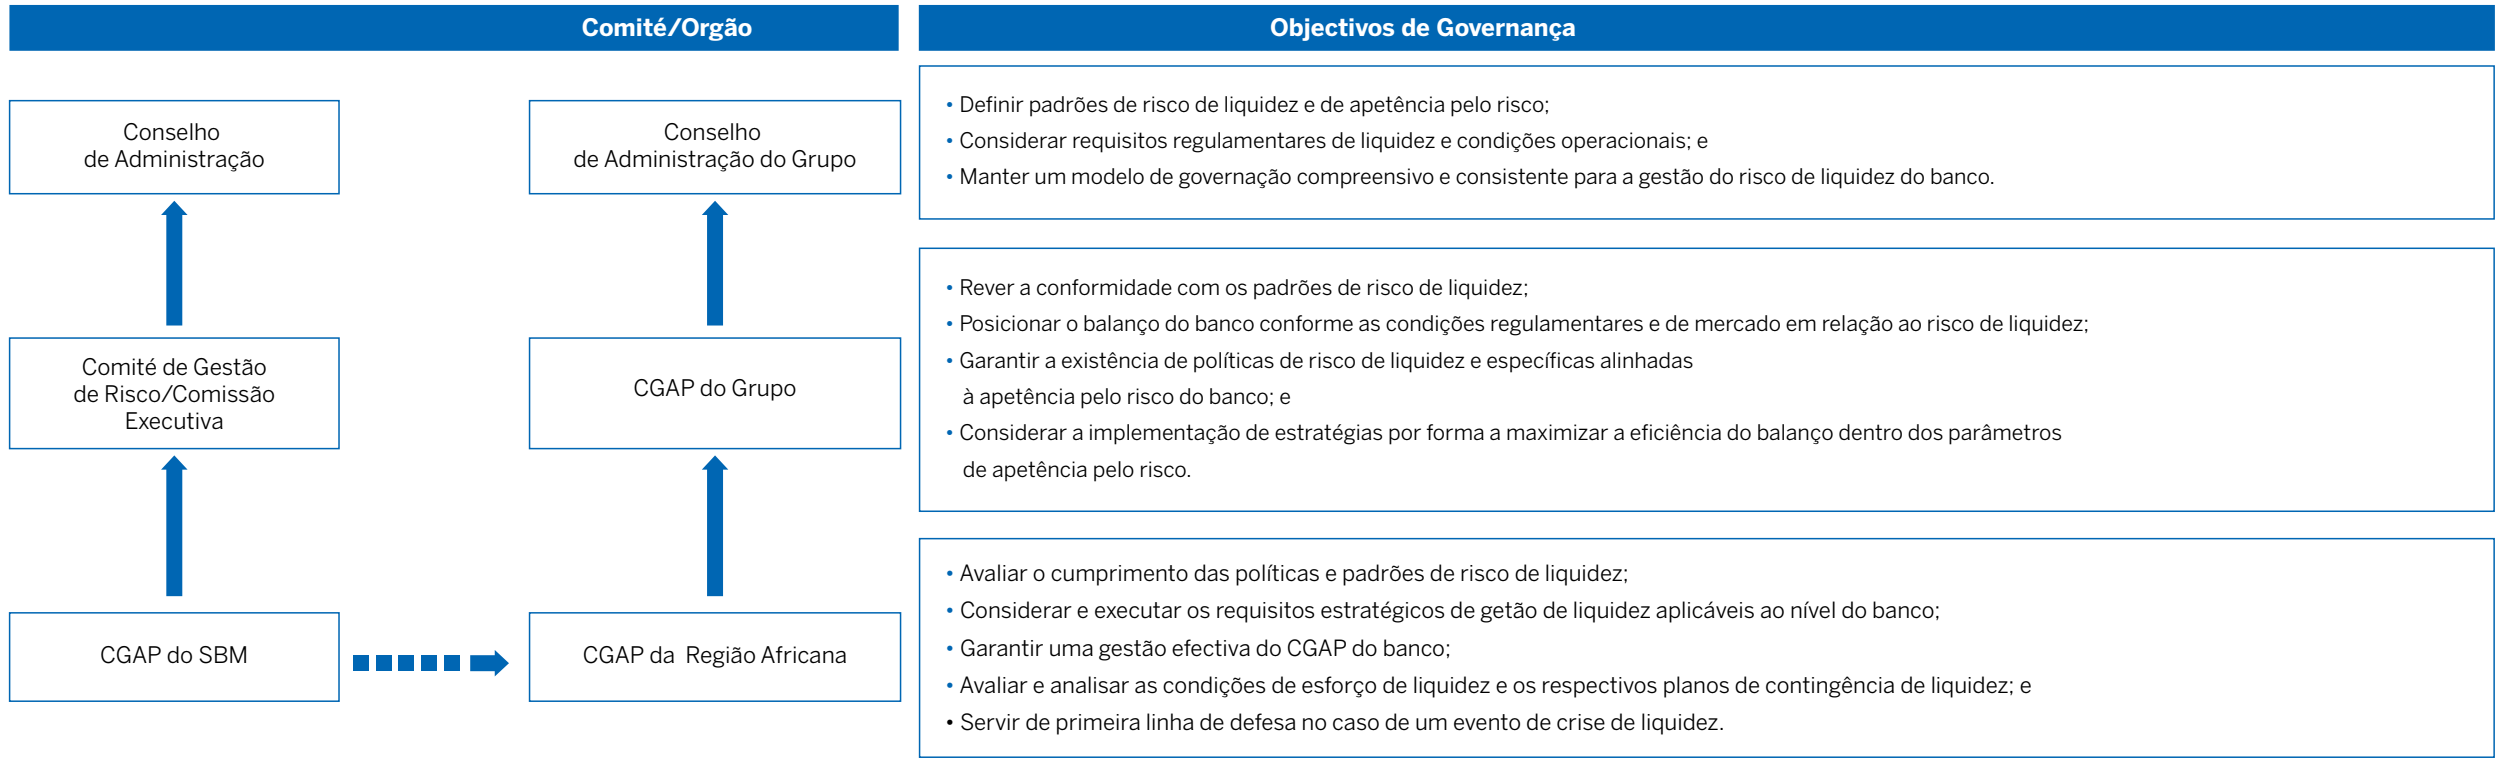 Comité/Orgão
Objectivos de Governança
Conselho
de Administração
Conselho
de Administração do Grupo
• Definir padrões de risco de liquidez e de apetência pelo risco;
• Considerar requisitos regulamentares de liquidez e condições operacionais; e
• Manter um modelo de governação compreensivo e consistente para a gestão do risco de liquidez do banco.
Comité de Gestão
de Risco/Comissão
Executiva
CGAP do Grupo
• Rever a conformidade com os padrões de risco de liquidez;
• Posicionar o balanço do banco conforme as condições regulamentares e de mercado em relação ao risco de liquidez;
• Garantir a existência de políticas de risco de liquidez e específicas alinhadas
à apetência pelo risco do banco; e
• Considerar a implementação de estratégias por forma a maximizar a eficiência do balanço dentro dos parâmetros
de apetência pelo risco.
CGAP do SBM
CGAP da Região Africana
• Avaliar o cumprimento das políticas e padrões de risco de liquidez;
• Considerar e executar os requisitos estratégicos de getão de liquidez aplicáveis ao nível do banco;
• Garantir uma gestão efectiva do CGAP do banco;
• Avaliar e analisar as condições de esforço de liquidez e os respectivos planos de contingência de liquidez; e
• Servir de primeira linha de defesa no caso de um evento de crise de liquidez.